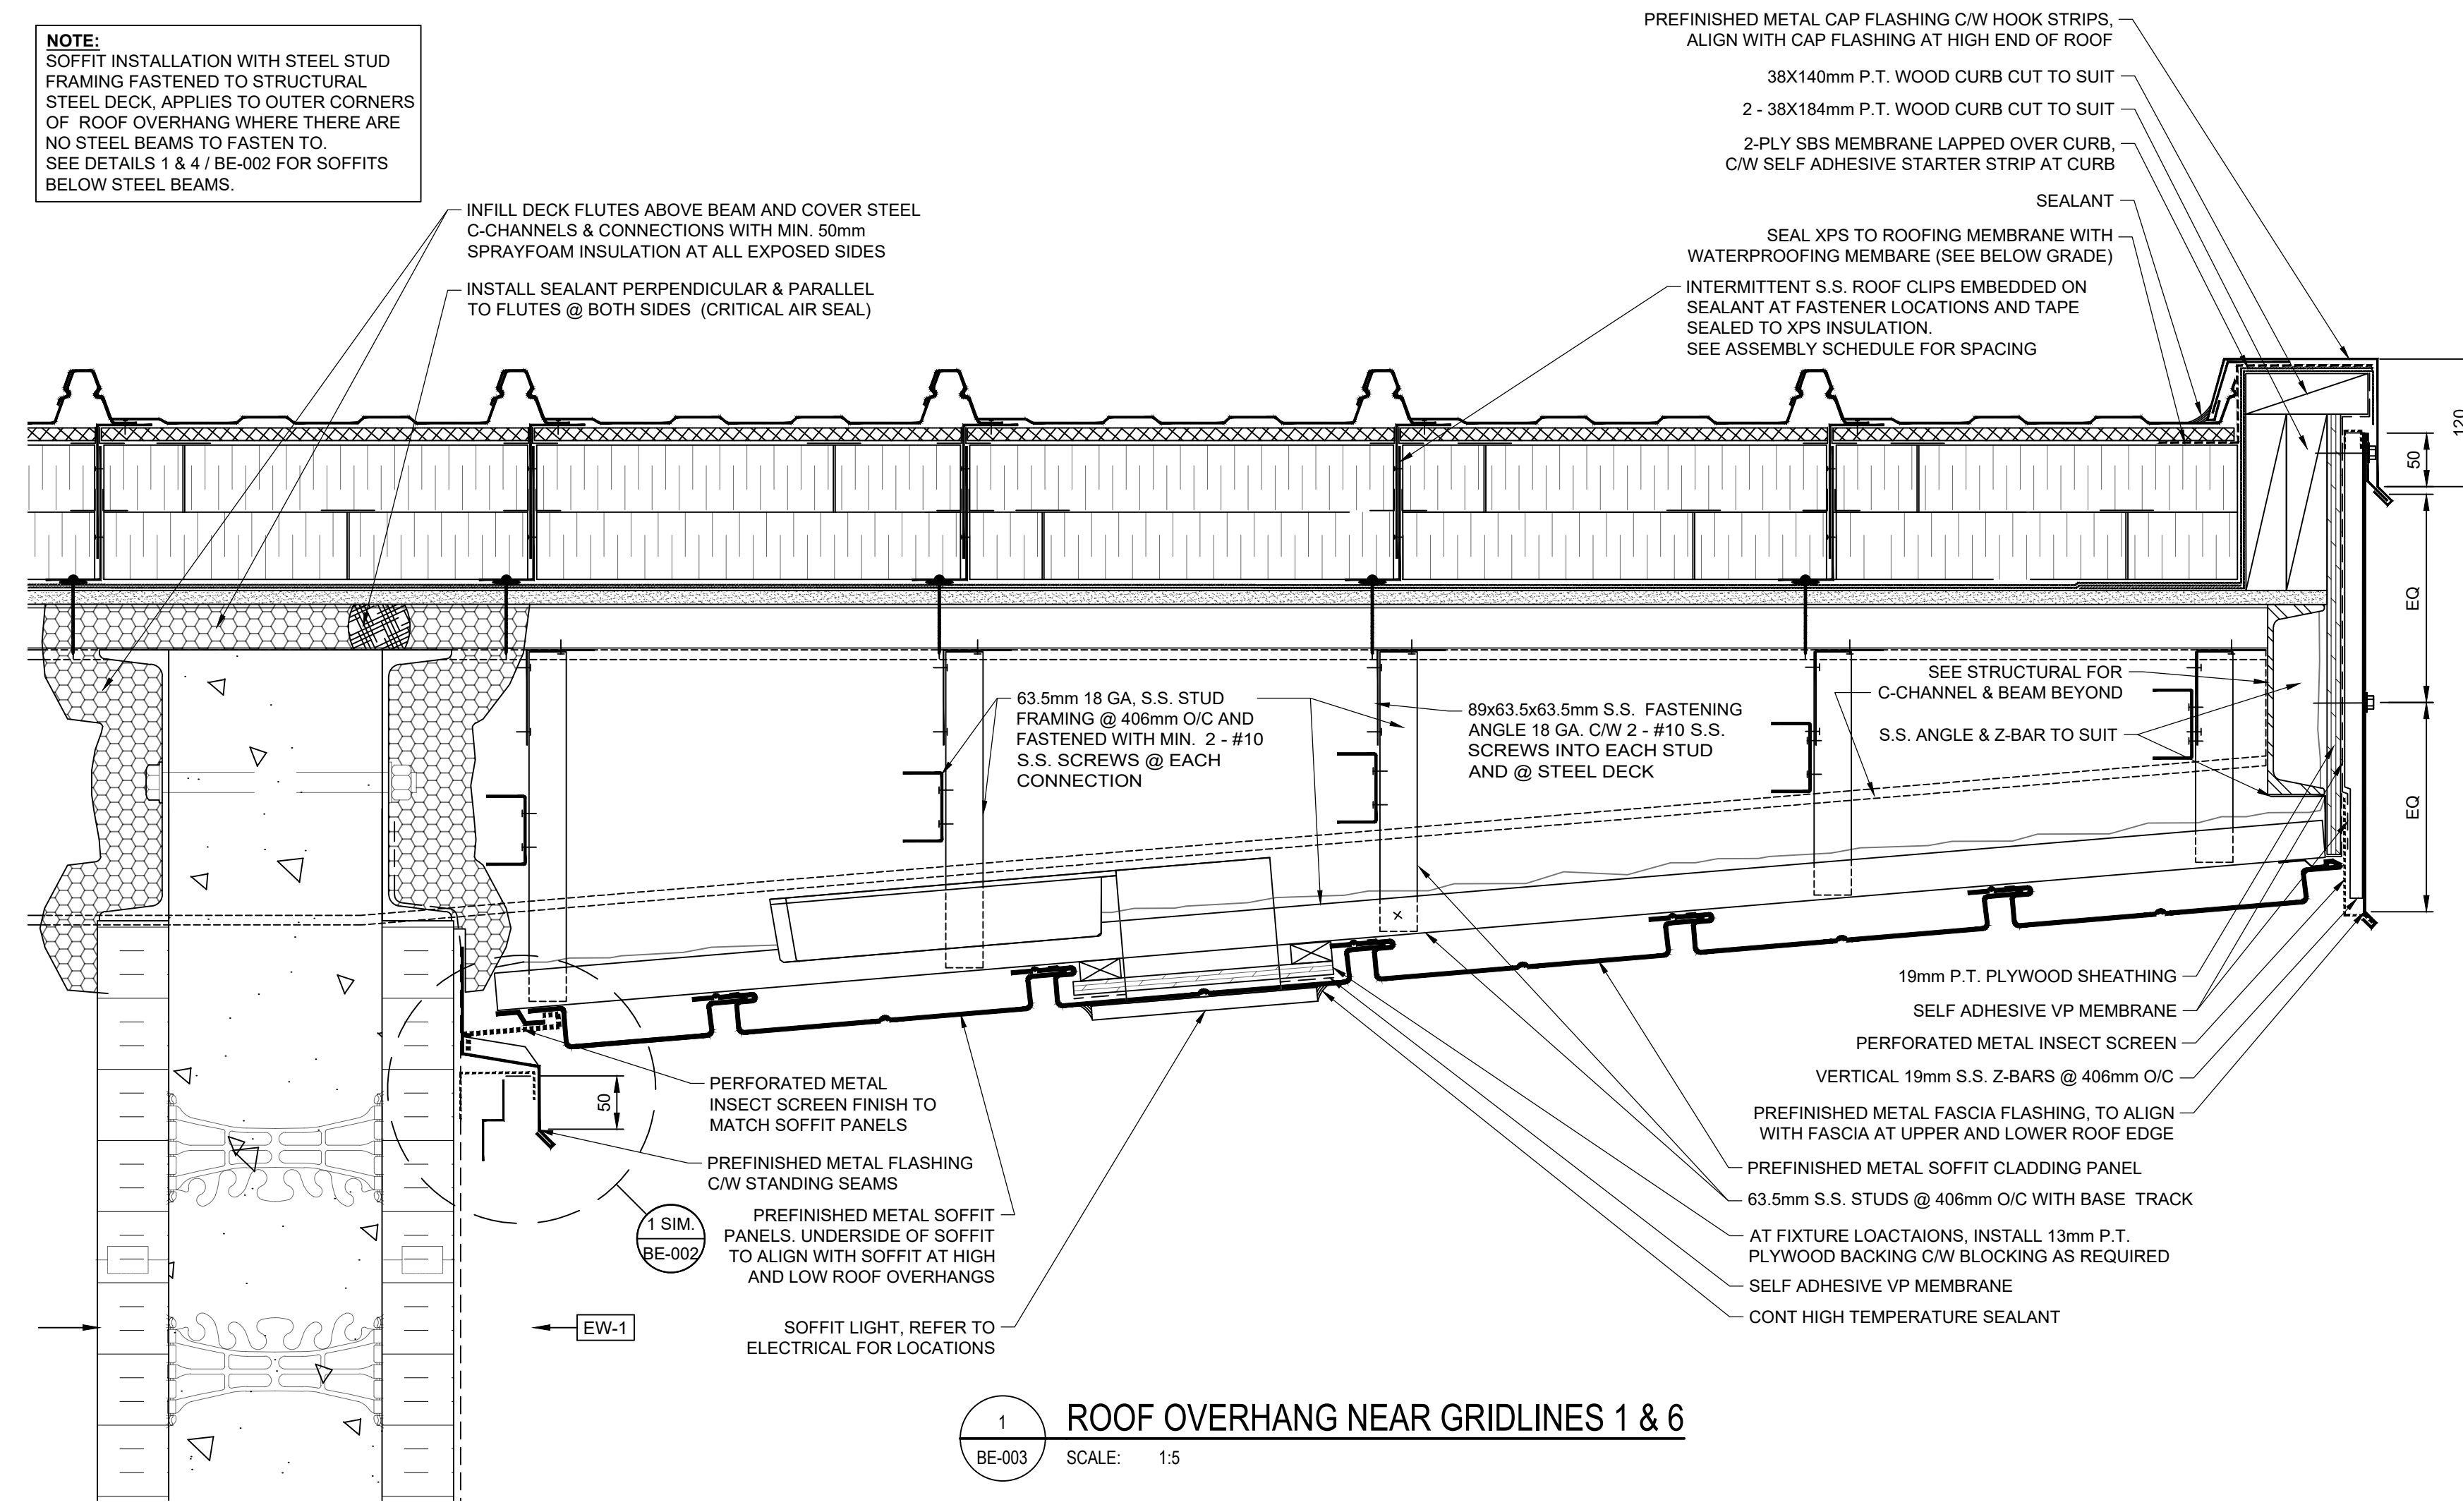 NOTE:
SOFFIT INSTALLATION WITH STEEL STUD
FRAMING FASTENED TO STRUCTURAL
STEEL DECK, APPLIES TO OUTER CORNERS
OF ROOF OVERHANG WHERE THERE ARE
NO STEEL BEAMS TO FASTEN TO.
SEE DETAILS 1 & 4 / BE-002 FOR SOFFITS
BELOW STEEL BEAMS.
INFILL DECK FLUTES ABOVE BEAM AND COVER STEEL
C-CHANNELS & CONNECTIONS WITH MIN. 50mm
SPRAYFOAM INSULATION AT ALL EXPOSED SIDES
INSTALL SEALANT PERPENDICULAR & PARALLEL
TO FLUTES @ BOTH SIDES (CRITICAL AIR SEAL)
PREFINISHED METAL CAP FLASHING C/W HOOK STRIPS,
ALIGN WITH CAP FLASHING AT HIGH END OF ROOF
38X140mm P.T. WOOD CURB CUT TO SUIT
2 - 38X184mm P.T. WOOD CURB CUT TO SUIT
2-PLY SBS MEMBRANE LAPPED OVER CURB,
C/W SELF ADHESIVE STARTER STRIP AT CURB
SEALANT
SEAL XPS TO ROOFING MEMBRANE WITH
WATERPROOFING MEMBARE (SEE BELOW GRADE)
INTERMITTENT S.S. ROOF CLIPS EMBEDDED ON
SEALANT AT FASTENER LOCATIONS AND TAPE
SEALED TO XPS INSULATION.
SEE ASSEMBLY SCHEDULE FOR SPACING
120
50
EQ
EQ
63.5mm 18 GA, S.S. STUD
FRAMING @ 406mm O/C AND
FASTENED WITH MIN. 2 - #10
S.S. SCREWS @ EACH
CONNECTION
89x63.5x63.5mm S.S. FASTENING
ANGLE 18 GA. C/W 2 - #10 S.S.
SCREWS INTO EACH STUD
AND @ STEEL DECK
SEE STRUCTURAL FOR
C-CHANNEL & BEAM BEYOND
S.S. ANGLE & Z-BAR TO SUIT
19mm P.T. PLYWOOD SHEATHING
SELF ADHESIVE VP MEMBRANE
PERFORATED METAL INSECT SCREEN
VERTICAL 19mm S.S. Z-BARS @ 406mm O/C
PREFINISHED METAL FASCIA FLASHING, TO ALIGN
WITH FASCIA AT UPPER AND LOWER ROOF EDGE
PREFINISHED METAL SOFFIT CLADDING PANEL
63.5mm S.S. STUDS @ 406mm O/C WITH BASE TRACK
AT FIXTURE LOACTAIONS, INSTALL 13mm P.T.
PLYWOOD BACKING C/W BLOCKING AS REQUIRED
SELF ADHESIVE VP MEMBRANE
CONT HIGH TEMPERATURE SEALANT
PERFORATED METAL
INSECT SCREEN FINISH TO
MATCH SOFFIT PANELS
50
PREFINISHED METAL FLASHING
C/W STANDING SEAMS
1 SIM.
BE-002
PREFINISHED METAL SOFFIT
PANELS. UNDERSIDE OF SOFFIT
TO ALIGN WITH SOFFIT AT HIGH
AND LOW ROOF OVERHANGS
EW-1
SOFFIT LIGHT, REFER TO
ELECTRICAL FOR LOCATIONS
1
BE-003
ROOF OVERHANG NEAR GRIDLINES 1 & 6
SCALE: 1:5